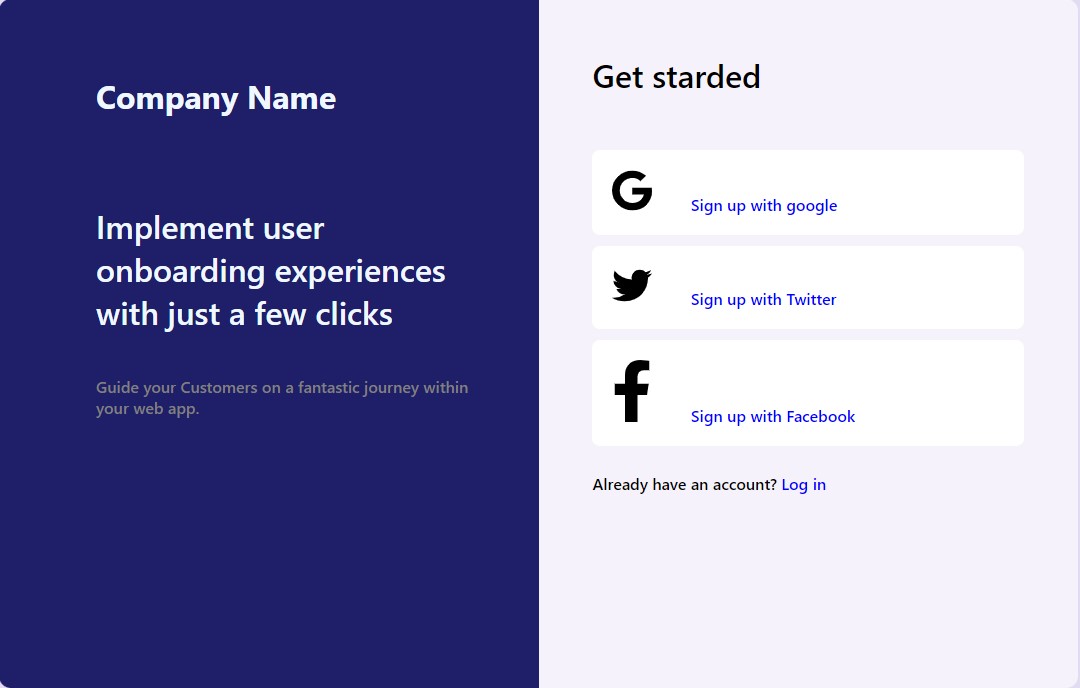 Company Name
Implement user
onboarding experiences
with just a few clicks
Guide your Customers on a fantastic journey within
your web app.
Get starded
Sign up with google
Sign up with Twitter
Sign up with Facebook
Already have an account? Log in